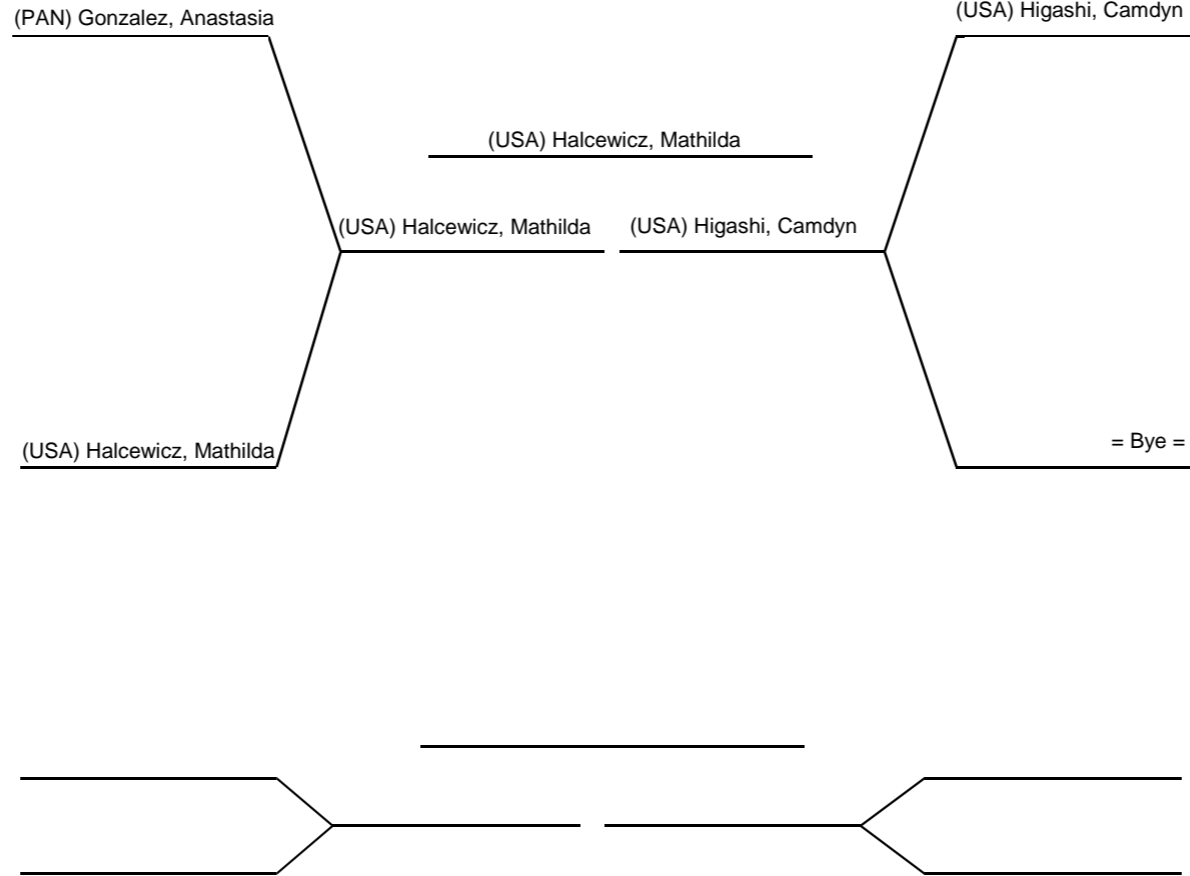 (PAN) Gonzalez, Anastasia
(USA) Higashi, Camdyn
(USA) Halcewicz, Mathilda
(USA) Halcewicz, Mathilda
(USA) Higashi, Camdyn
(USA) Halcewicz, Mathilda
= Bye =